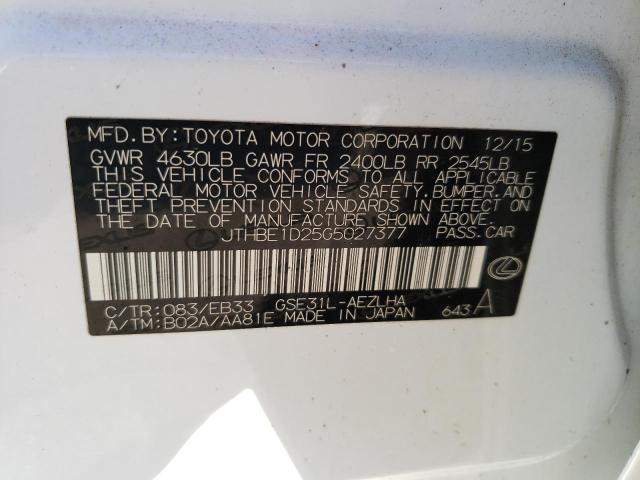 MFD. BY: TOYOTA MOTOR CORPORATION 12/15
GVWR 4630LB GAWR FR 2400LB RR 2545LB
THIS VEHICLE CONFORMS TO ALL APPLICABLE
FEDERAL MOTOR VEHICLE SAFETY, BUMPER, AND
THEFT PREVENTION STANDARDS IN EFFECT ON
THE DATE OF MANUFACTURE SHOWN ABOVE.
JTHBE1D25G5027377 PASS.CAR
C/TR: 083/EB33 GSE31L-AEZLHA
A/TM: B02A/AA81E MADE IN JAPAN 643 A